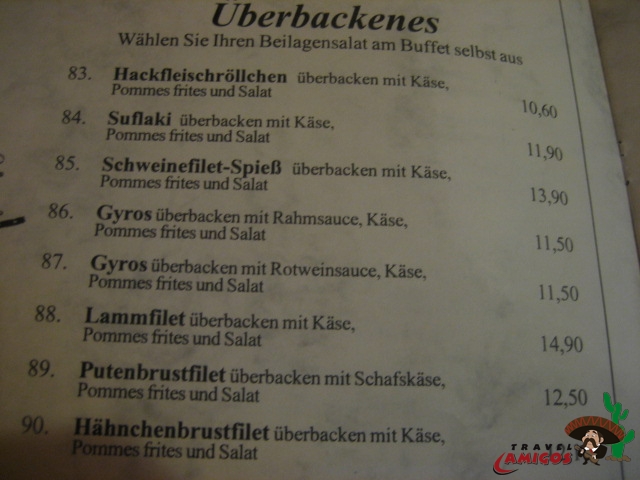 Überbackenes
Wählen Sie Ihren Beilagensalat am Buffet selbst aus
83. Hackfleischröllchen überbacken mit Käse,
Pommes frites und Salat
10,60
84. Suflaki überbacken mit Käse,
Pommes frites und Salat
11,90
85. Schweinefilet-Spieß überbacken mit Käse,
Pommes frites und Salat
13,90
86. Gyros überbacken mit Rahmsauce, Käse,
Pommes frites und Salat
11,50
87. Gyros überbacken mit Rotweinsauce, Käse,
Pommes frites und Salat
11,50
88. Lammfilet überbacken mit Käse,
Pommes frites und Salat
14,90
89. Putenbrustfilet überbacken mit Schafskäse,
Pommes frites und Salat
12,50
90. Hähnchenbrustfilet überbacken mit Käse,
Pommes frites und Salat
TRAVEL
AMIGOS